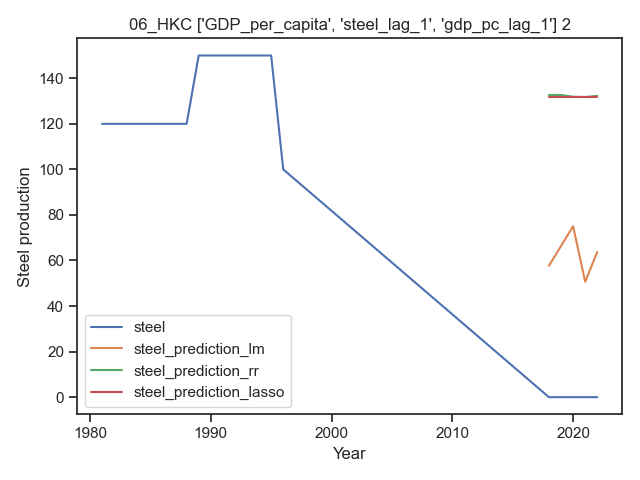 06_HKC ['GDP_per_capita', 'steel_lag_1', 'gdp_pc_lag_1'] 2
Steel production
140
120
100
80
60
40
20
0
steel
steel_prediction_lm
steel_prediction_rr
steel_prediction_lasso
1980
1990
2000
2010
2020
Year